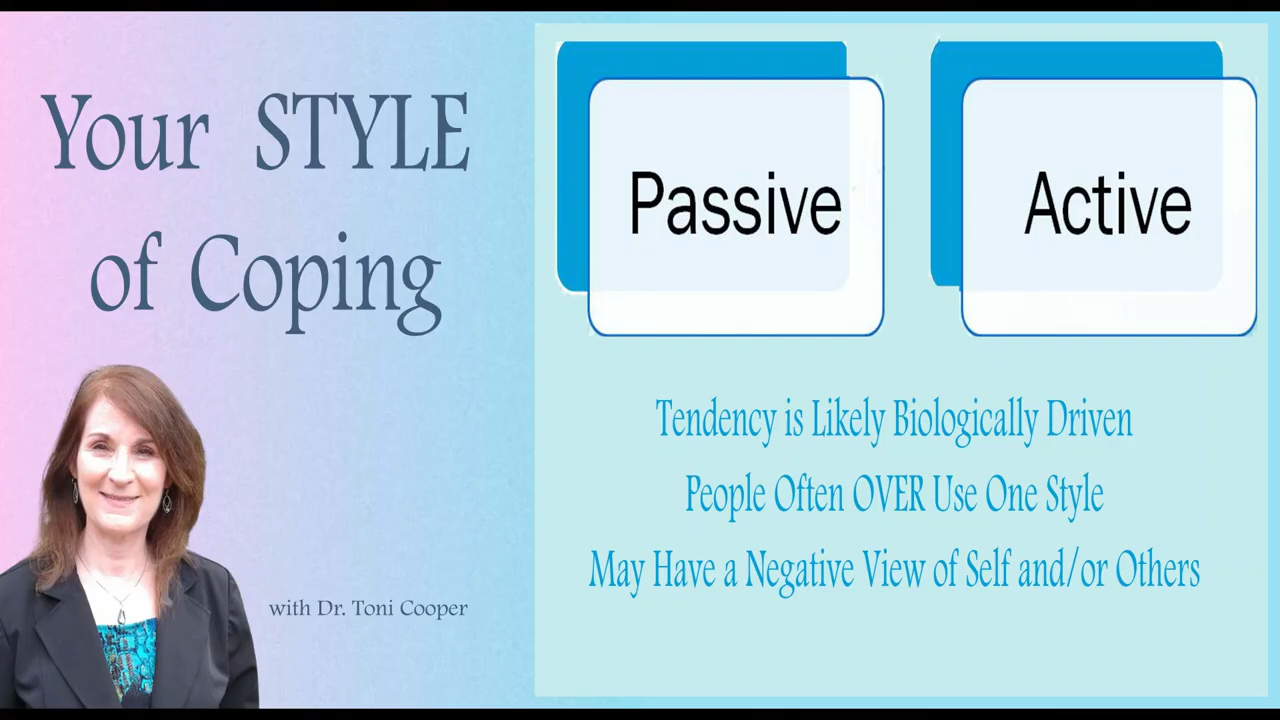 Your STYLE
of Coping
with Dr. Toni Cooper
Passive
Active
Tendency is Likely Biologically Driven
People Often OVER Use One Style
May Have a Negative View of Self and/or Others